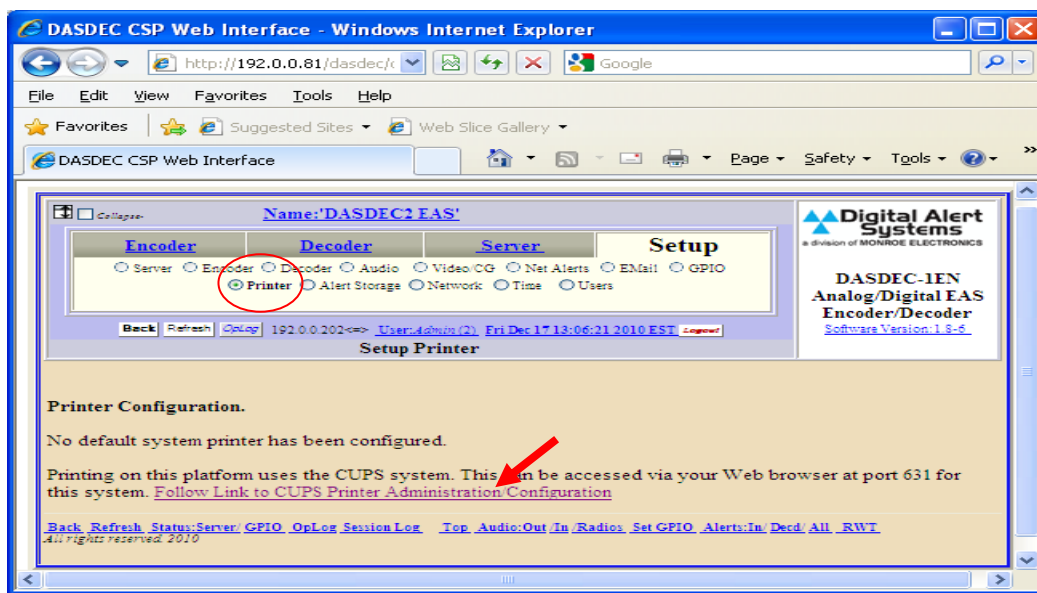 DASDEC CSP Web Interface - Windows Internet Explorer
http://192.0.0.81/dasdec/c
Google
File Edit View Favorites Tools Help
Favorites Suggested Sites Web Slice Gallery
DASDEC CSP Web Interface
Page Safety Tools »
Collapse- Name:'DASDEC2 EAS'
Encoder Decoder Server Setup
Server Encoder Decoder Audio Video/CG Net Alerts EMail GPIO
Printer Alert Storage Network Time Users
Back Refresh OpLog 192.0.0.202<=> User:Admin (2) Fri Dec 17 13:06:21 2010 EST Logout
Setup Printer
Digital Alert
Systems
a division of MONROE ELECTRONICS
DASDEC-1EN
Analog/Digital EAS
Encoder/Decoder
Software Version:1.8-6
Printer Configuration.
No default system printer has been configured.
Printing on this platform uses the CUPS system. This can be accessed via your Web browser at port 631 for
this system. Follow Link to CUPS Printer Administration/Configuration
Back Refresh Status:Server/ GPIO OpLog Session Log Top Audio:Out /In /Radios Set GPIO Alerts:In/ Decd/ All RWT
All rights reserved. 2010